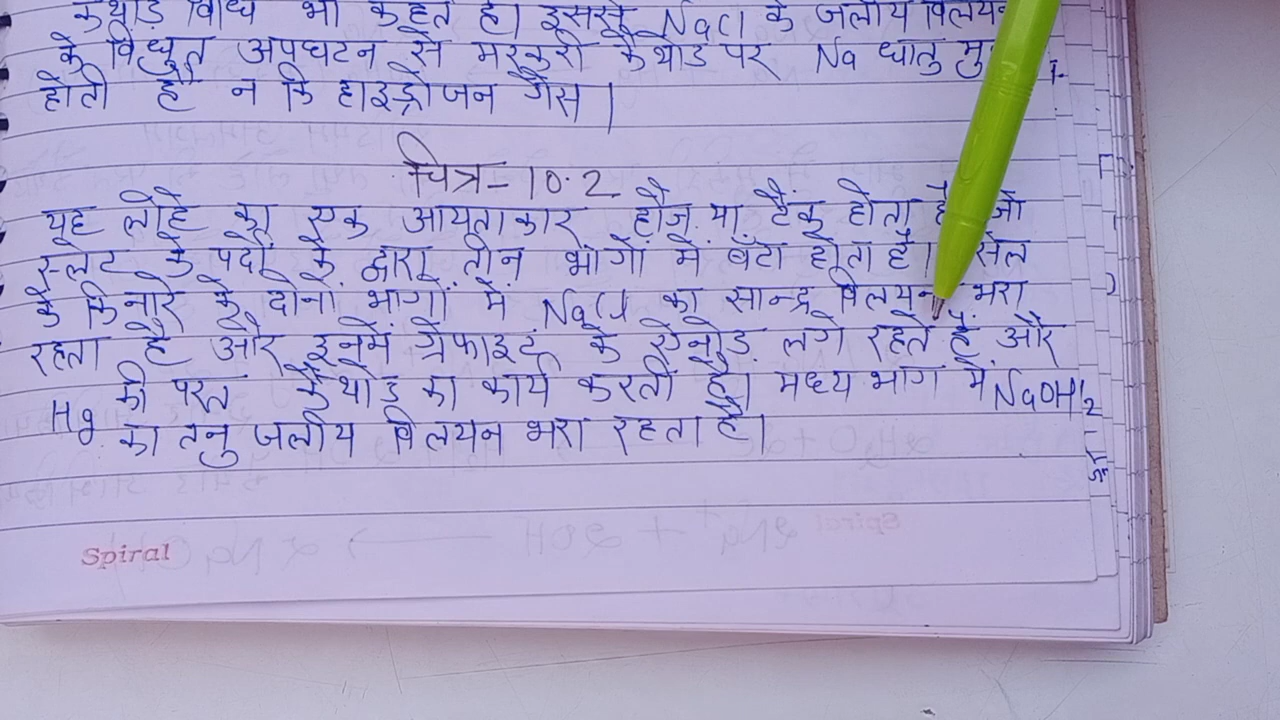 कैथोड विधि भी कहते हैं। इससे NaCl के जलीय विलयन
के विधुत अपघटन से मरकरी कैथोड पर Na धातु
होती है न कि हाइड्रोजन गैस।
चित्र-10.2
यह लोहे का एक आयताकार हौज या टैंक होता है जो
स्लेट के पर्दों के द्वारा तीन भागों में बँटा होता है। सेल
के किनारे के दोनों भागों में NaCl का सान्द्र विलयन भरा
रहता है और इनमें ग्रेफाइट के ऐनोड लगे रहते हैं और
Hg की परत कैथोड का कार्य करती है। मध्य भाग में NaOH
का तनु जलीय विलयन भरा रहता है।
Spiral